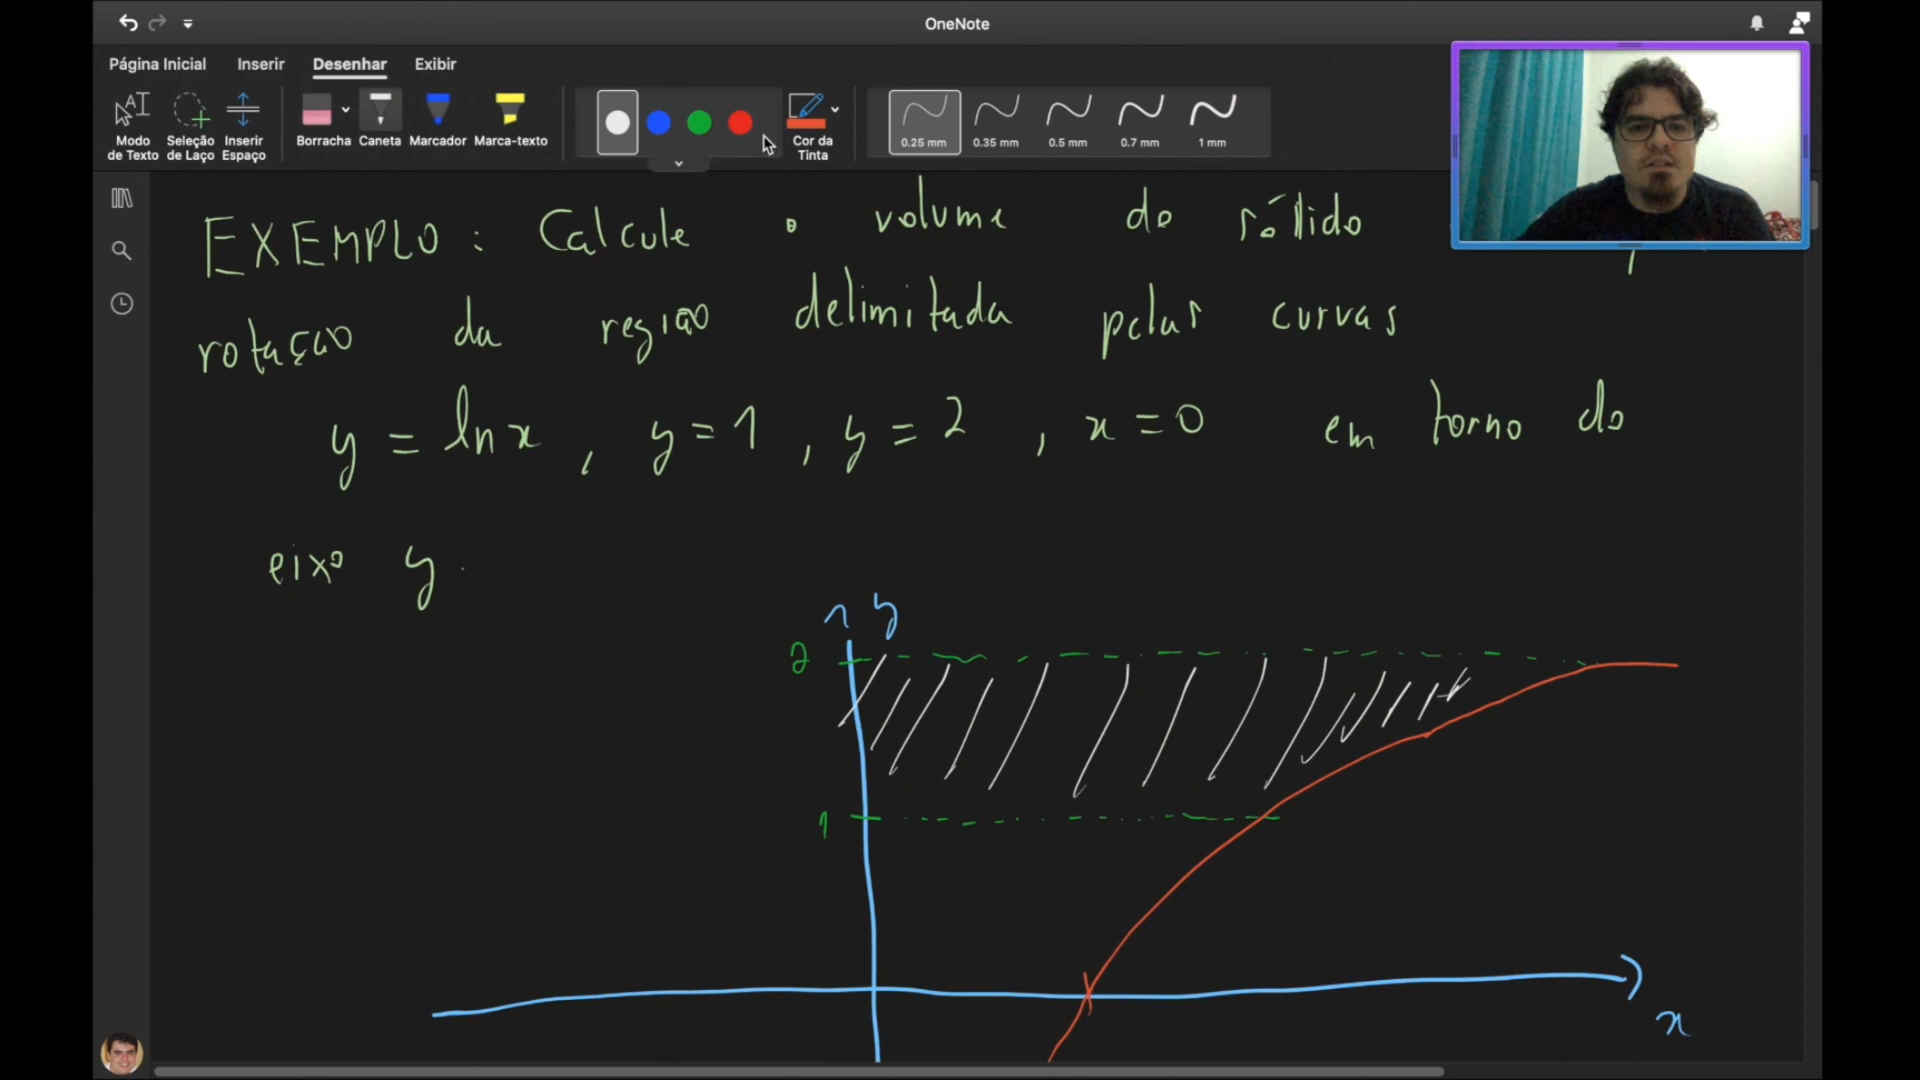 OneNote
Página Inicial Inserir Desenhar Exibir
Modo de Texto Seleção de Laço Inserir Espaço Borracha Caneta Marcador Marca-texto Cor da Tinta 0.25 mm 0.35 mm 0.5 mm 0.7 mm 1 mm
EXEMPLO: Calcule o volume do sólido
rotação da região delimitada pelas curvas
y = ln x, y = 1, y = 2, x = 0 em torno do
eixo y.
y
2
1
x